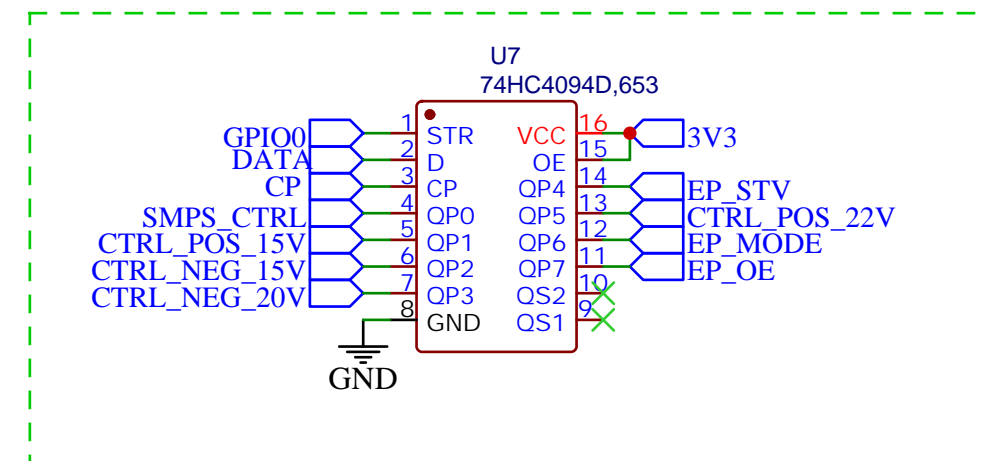 U7
74HC4094D,653
GPIO0 1 STR VCC 16 3V3
DATA 2 D OE 15
CP 3 CP QP4 14 EP_STV
SMPS_CTRL 4 QP0 QP5 13 CTRL_POS_22V
CTRL_POS_15V 5 QP1 QP6 12 EP_MODE
CTRL_NEG_15V 6 QP2 QP7 11 EP_OE
CTRL_NEG_20V 7 QP3 QS2 10
8 GND QS1 9
GND